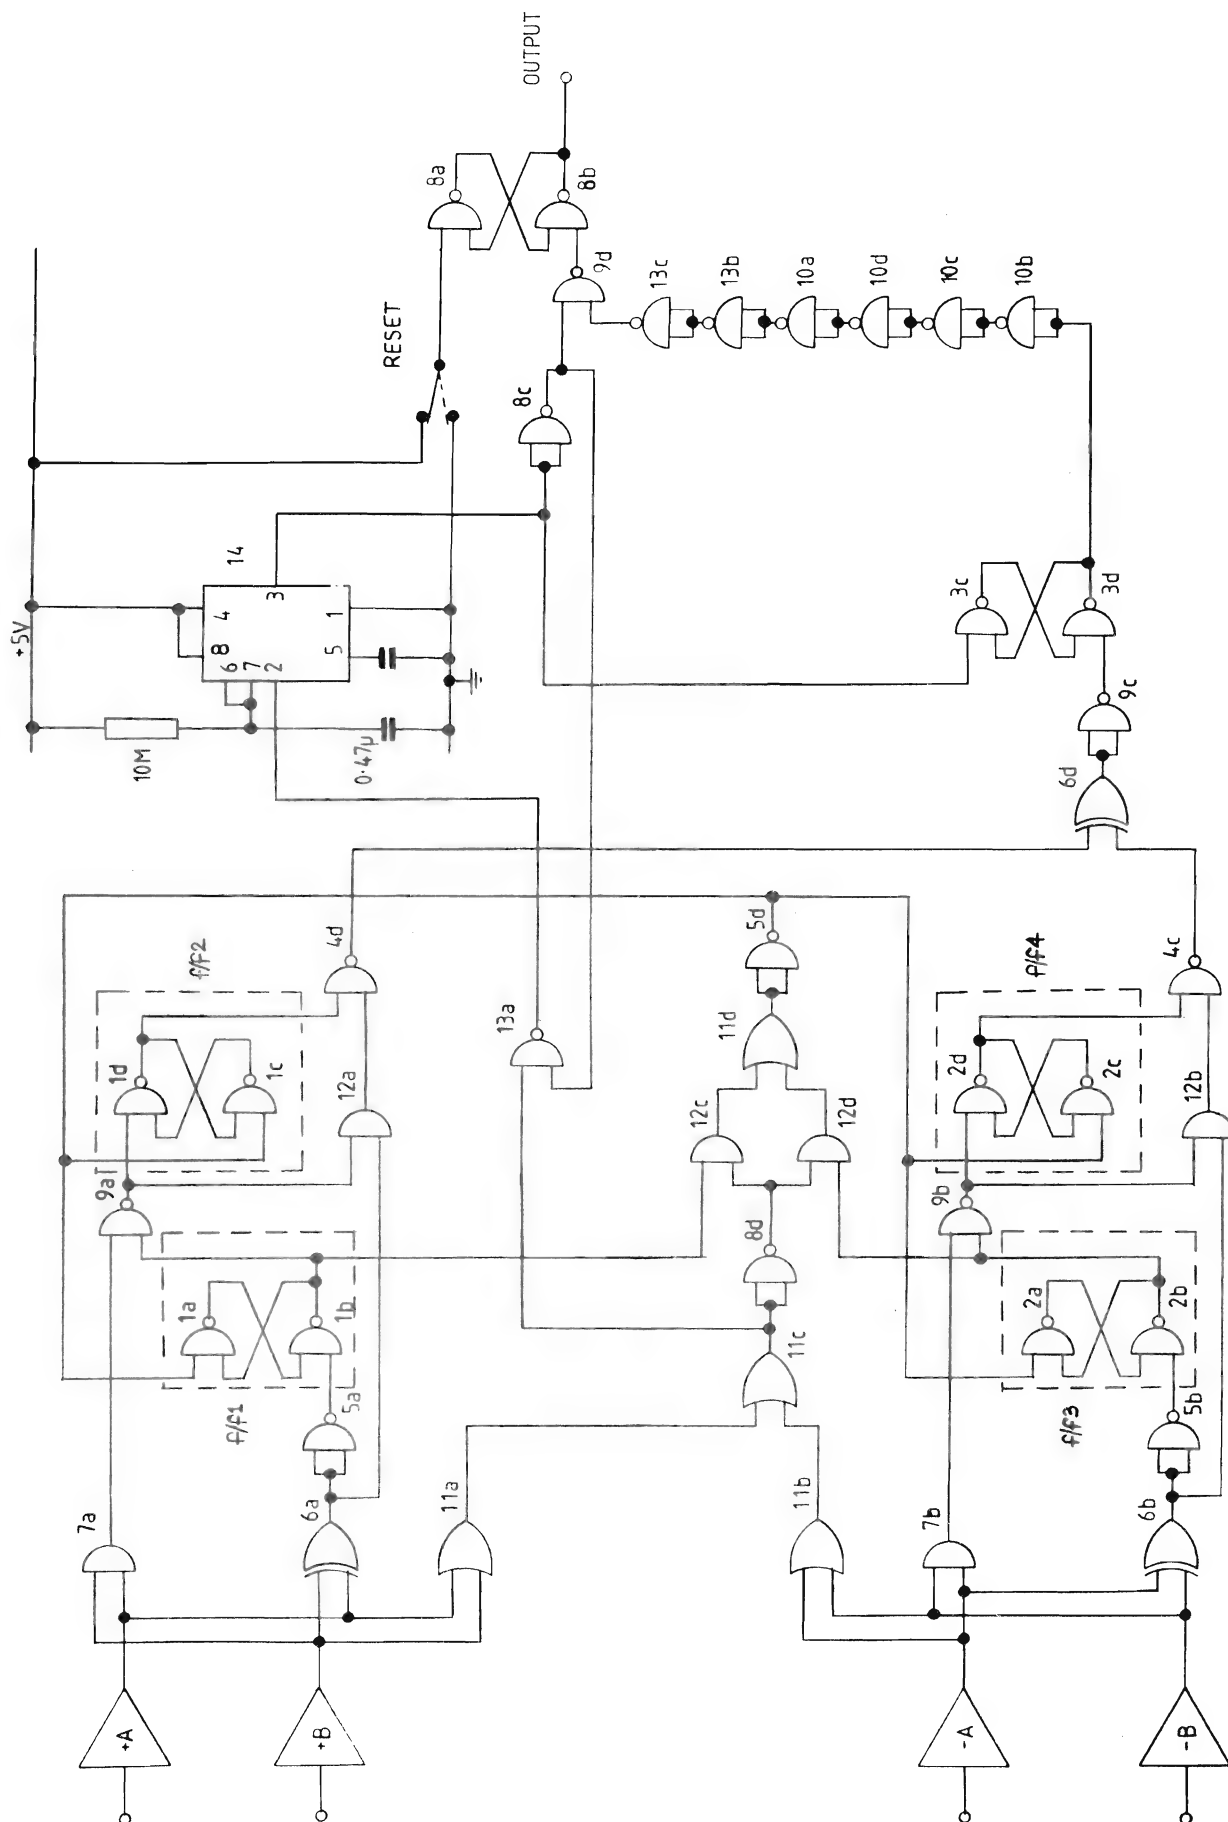 +5V
10M
0·47µ
8
4
6
7
2
5
1
3
14
RESET
8a
8b
OUTPUT
8c
9d
13c
13b
10a
10d
10c
10b
3c
3d
9c
6d
f/f2
1d
1c
9a
4d
12a
f/f1
1a
1b
5a
7a
6a
11a
+A
+B
13a
5d
11d
12c
12d
8d
11c
11b
f/f4
2d
2c
9b
4c
12b
f/f3
2a
2b
5b
7b
6b
-A
-B